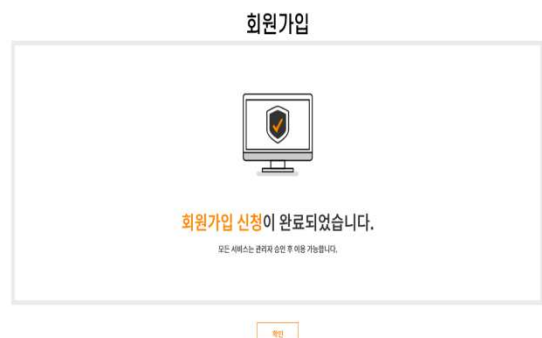 회원가입
회원가입 신청이 완료되었습니다.
모든 서비스는 관리자 승인 후 이용 가능합니다.
확인